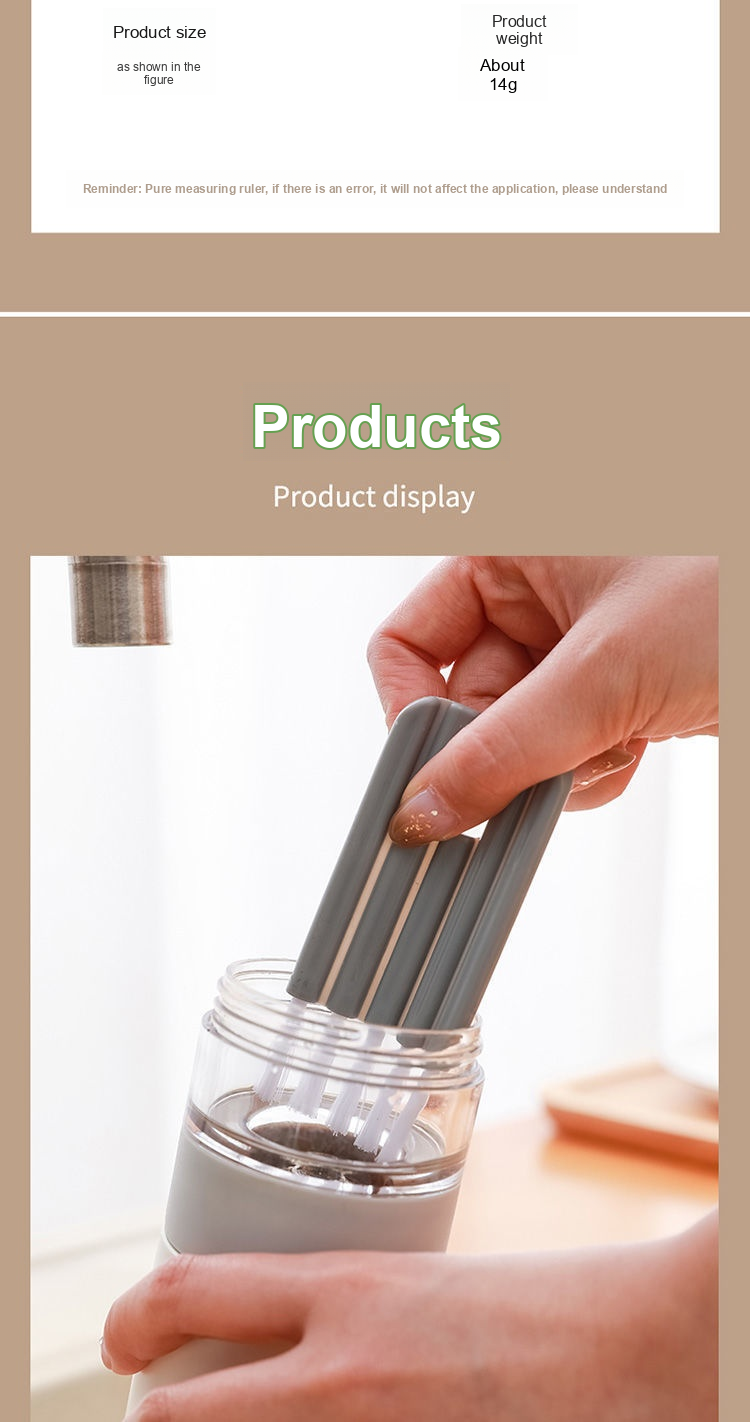 Product size
as shown in the
figure
Product
weight
About
14g
Reminder: Pure measuring ruler, if there is an error, it will not affect the application, please understand
Products
Product display